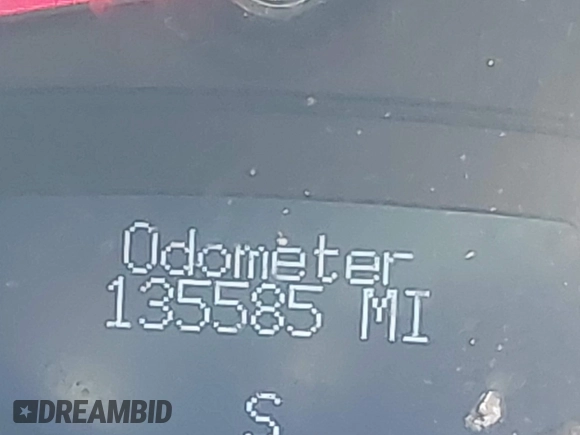 Odometer
135585 MI
S
DREAMBID